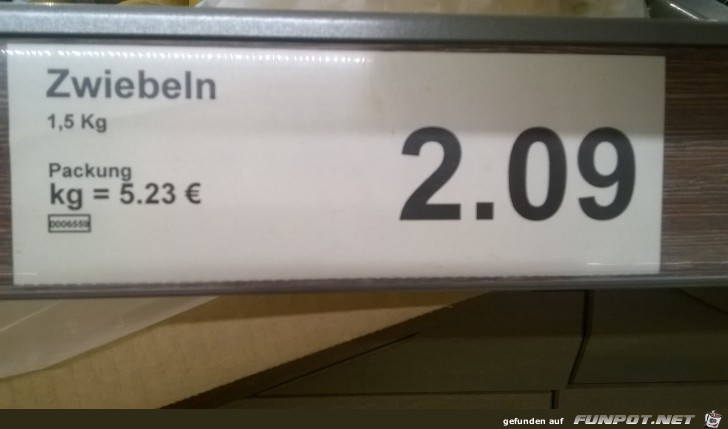 Zwiebeln
1,5 Kg
Packung
kg = 5.23 €
2.09
0006559
gefunden auf FUNPOT.NET